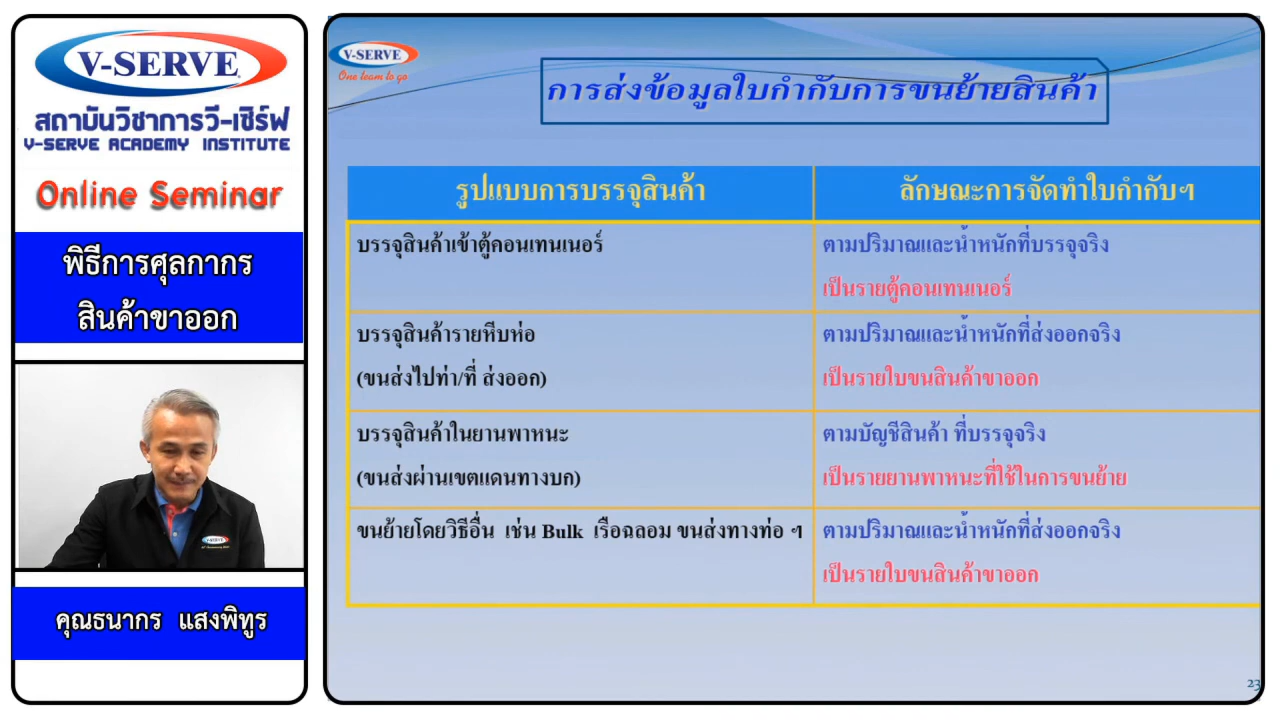 V-SERVE
สถาบันวิชาการวี-เซิร์ฟ
V-SERVE ACADEMY INSTITUTE
Online Seminar
พิธีการศุลกากร
สินค้าขาออก
V-SERVE
คุณธนากร แสงพิทูร
V-SERVE
One team to go
การส่งข้อมูลใบกำกับการขนย้ายสินค้า
รูปแบบการบรรจุสินค้า
ลักษณะการจัดทำใบกำกับฯ
บรรจุสินค้าเข้าตู้คอนเทนเนอร์
ตามปริมาณและน้ำหนักที่บรรจุจริง
เป็นรายตู้คอนเทนเนอร์
บรรจุสินค้ารายหีบห่อ
(ขนส่งไปท่า/ที่ ส่งออก)
ตามปริมาณและน้ำหนักที่ส่งออกจริง
เป็นรายใบขนสินค้าขาออก
บรรจุสินค้าในยานพาหนะ
(ขนส่งผ่านเขตแดนทางบก)
ตามบัญชีสินค้า ที่บรรจุจริง
เป็นรายยานพาหนะที่ใช้ในการขนย้าย
ขนย้ายโดยวิธีอื่น เช่น Bulk เรือฉลอม ขนส่งทางท่อ ฯ
ตามปริมาณและน้ำหนักที่ส่งออกจริง
เป็นรายใบขนสินค้าขาออก
23